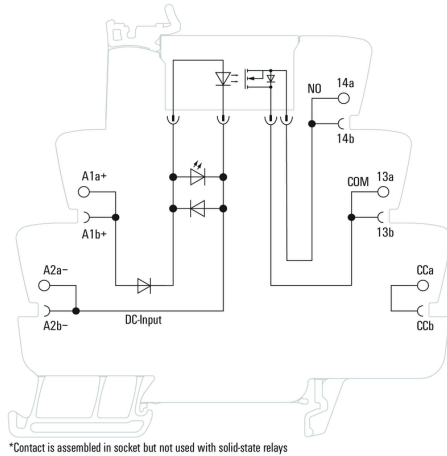 NO
14a
14b
A1a+
COM
13a
A1b+
13b
A2a−
CCa
A2b−
DC-Input
CCb
*Contact is assembled in socket but not used with solid-state relays